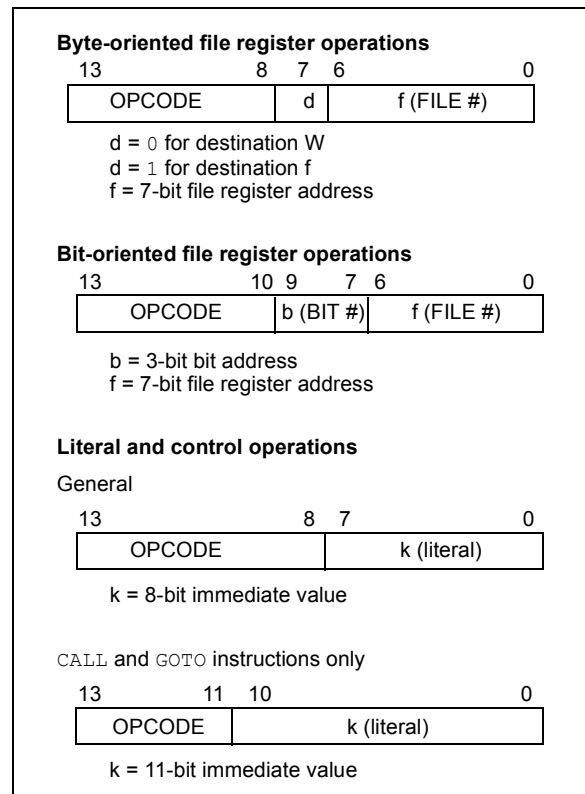 Byte-oriented file register operations
13 8 7 6 0
OPCODE d f (FILE #)
d = 0 for destination W
d = 1 for destination f
f = 7-bit file register address
Bit-oriented file register operations
13 10 9 7 6 0
OPCODE b (BIT #) f (FILE #)
b = 3-bit bit address
f = 7-bit file register address
Literal and control operations
General
13 8 7 0
OPCODE k (literal)
k = 8-bit immediate value
CALL and GOTO instructions only
13 11 10 0
OPCODE k (literal)
k = 11-bit immediate value